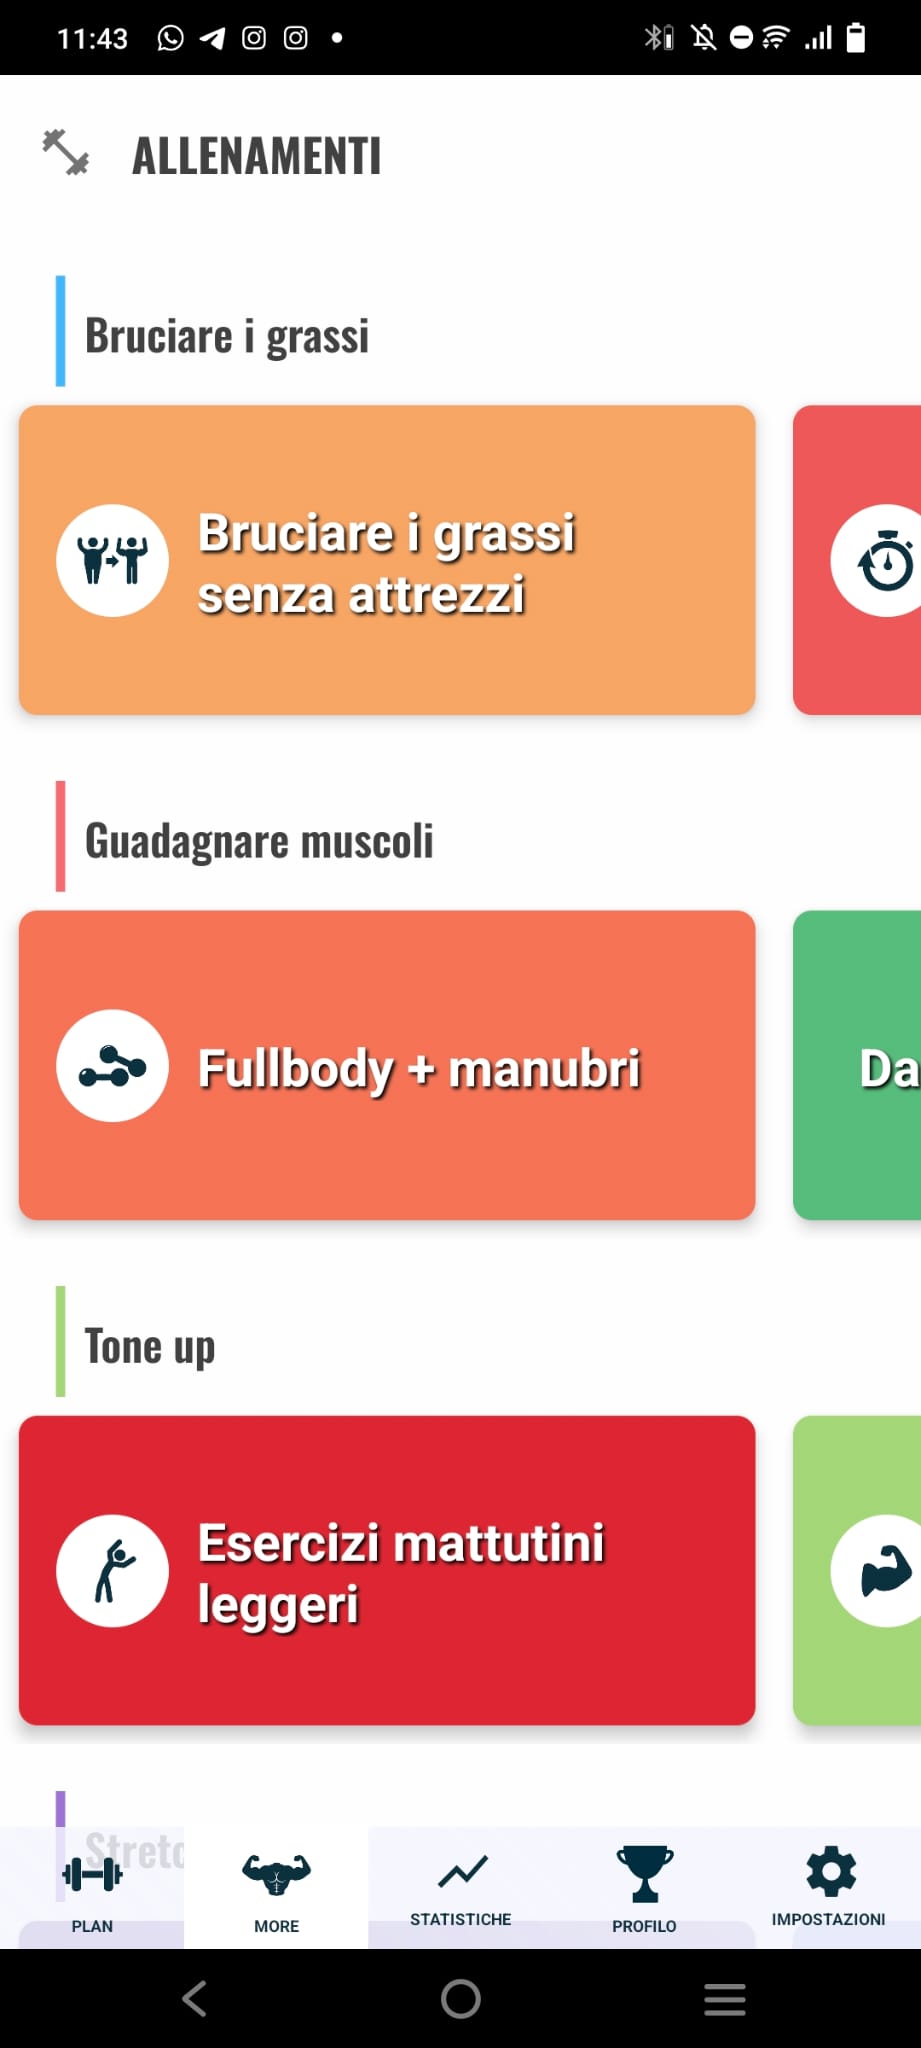 11:43
ALLENAMENTI
Bruciare i grassi
Bruciare i grassi
senza attrezzi
Guadagnare muscoli
Fullbody + manubri
Da
Tone up
Esercizi mattutini
leggeri
Stretc
PLAN
MORE
STATISTICHE
PROFILO
IMPOSTAZIONI